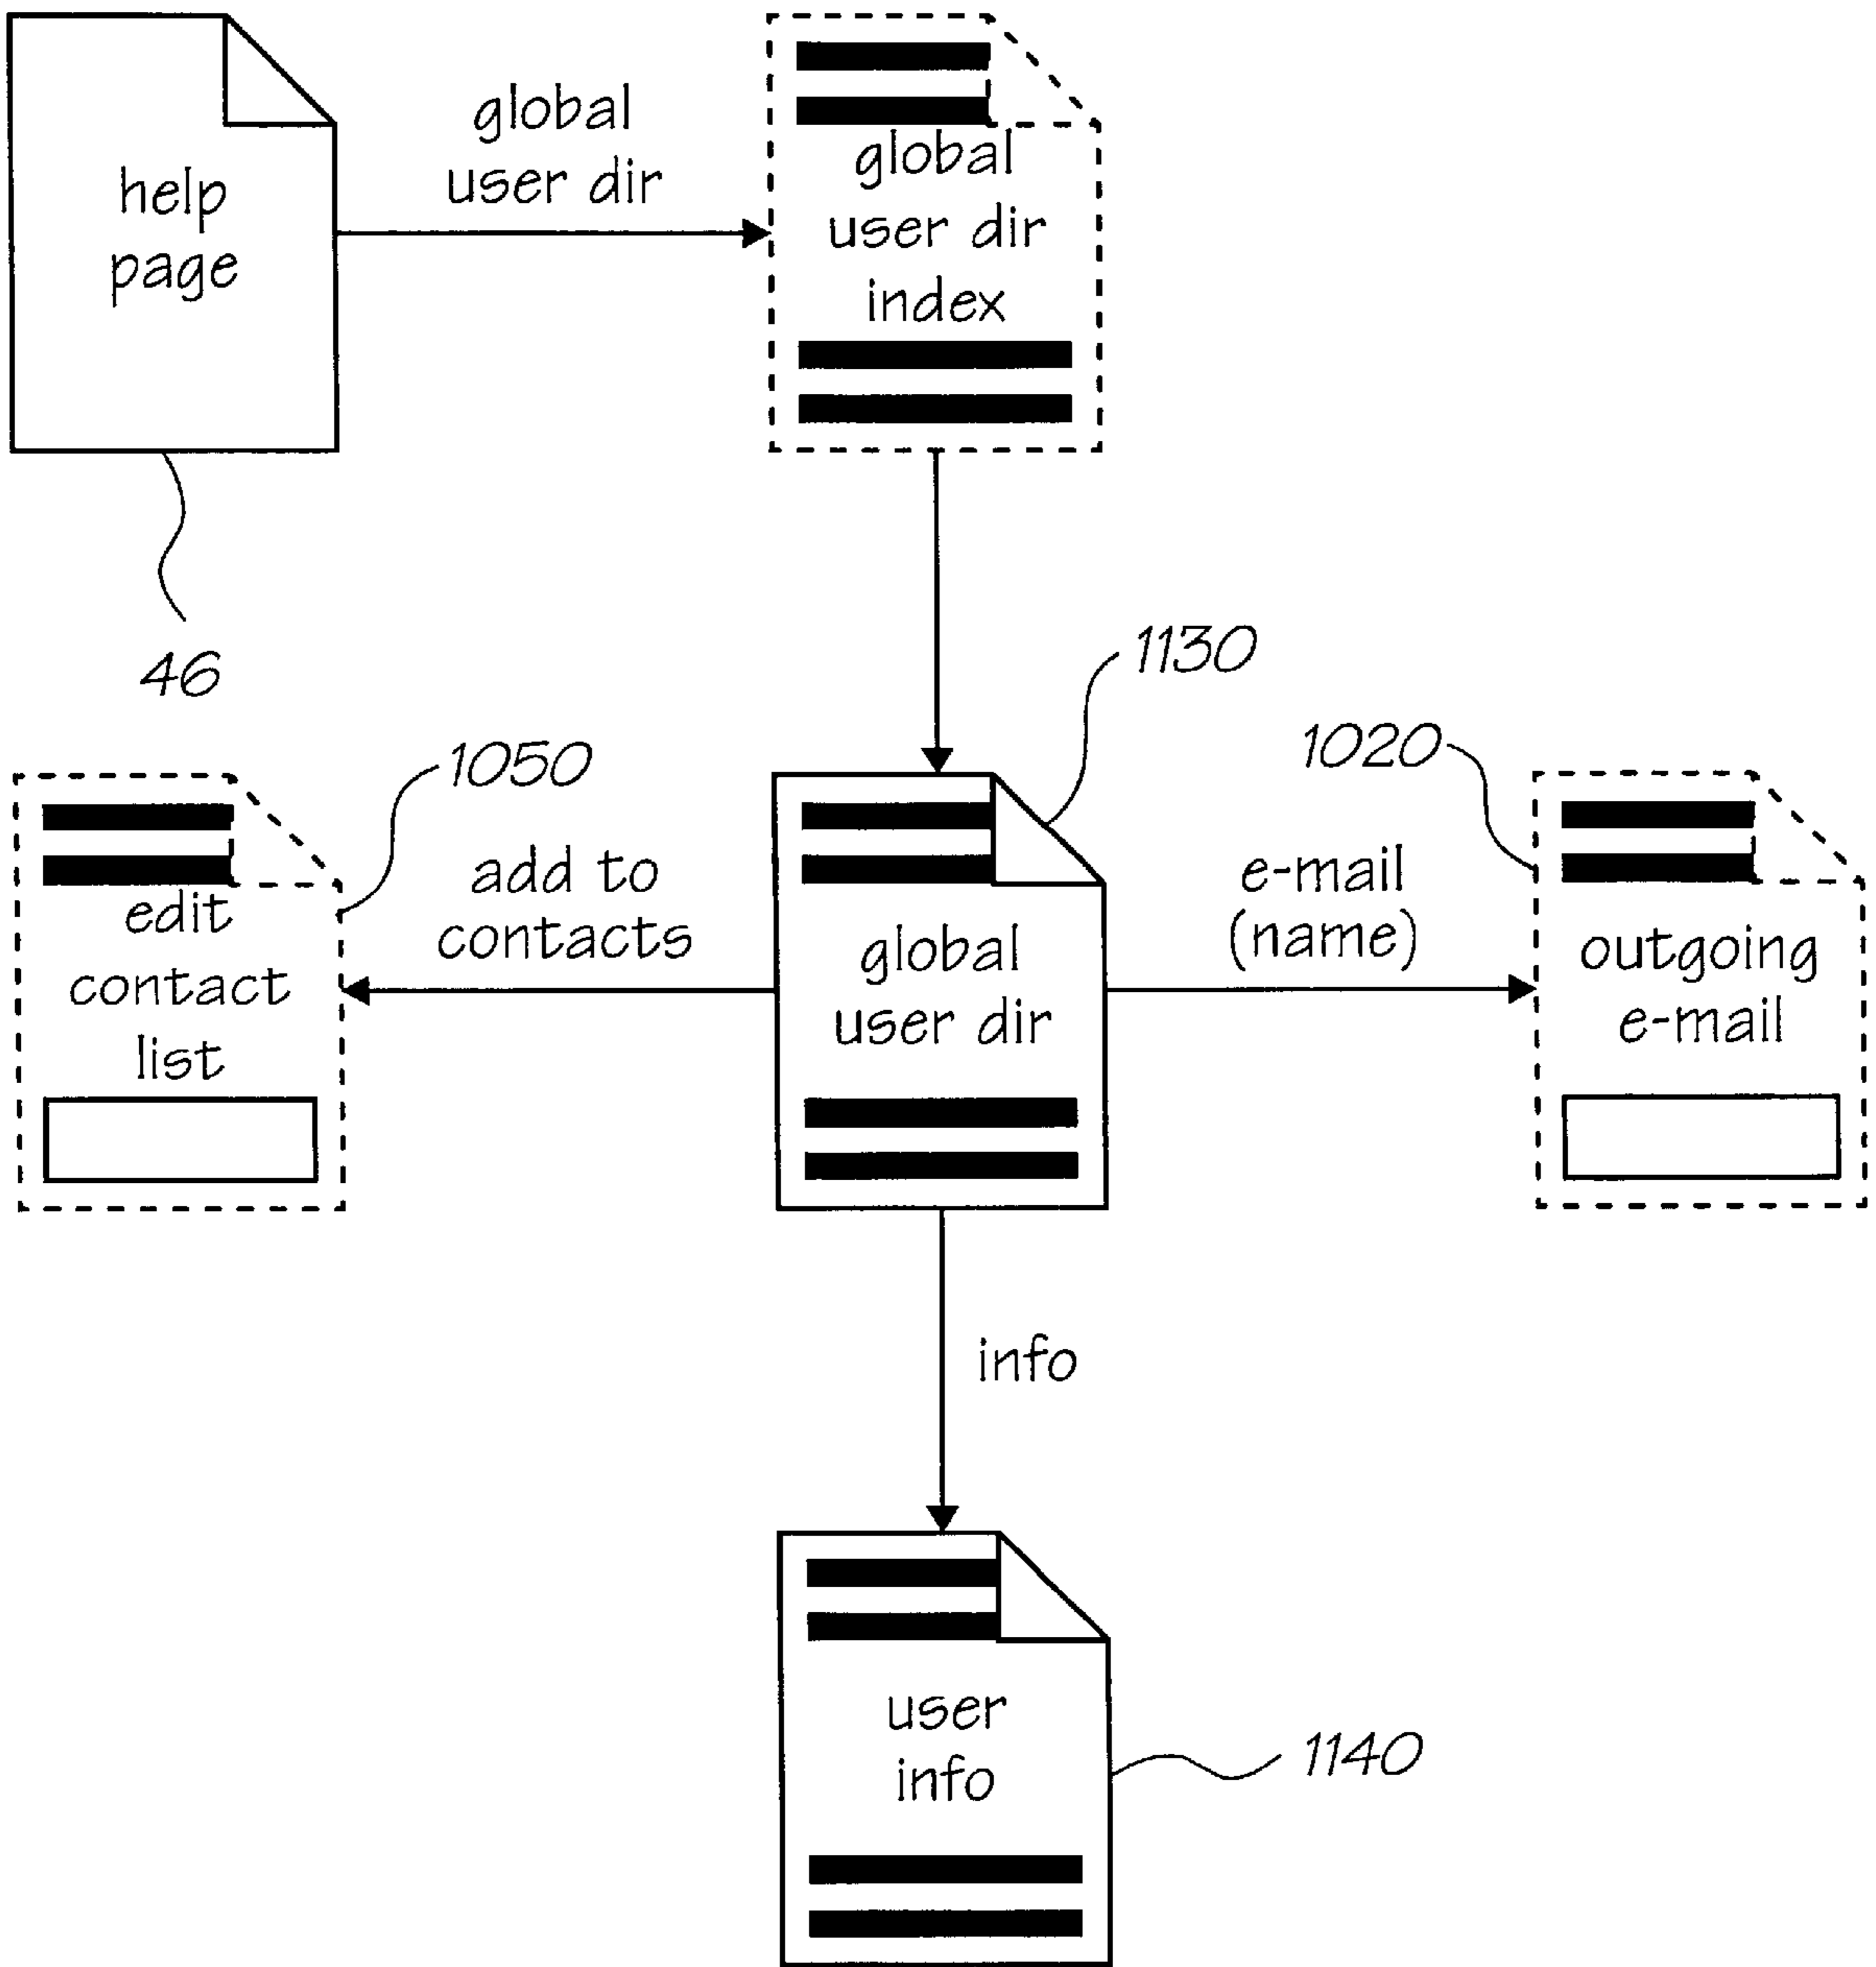 help
page
global
user dir
global
user dir
index
46
1130
1050
1020
edit
contact
list
add to
contacts
global
user dir
e-mail
(name)
outgoing
e-mail
info
user
info
1140